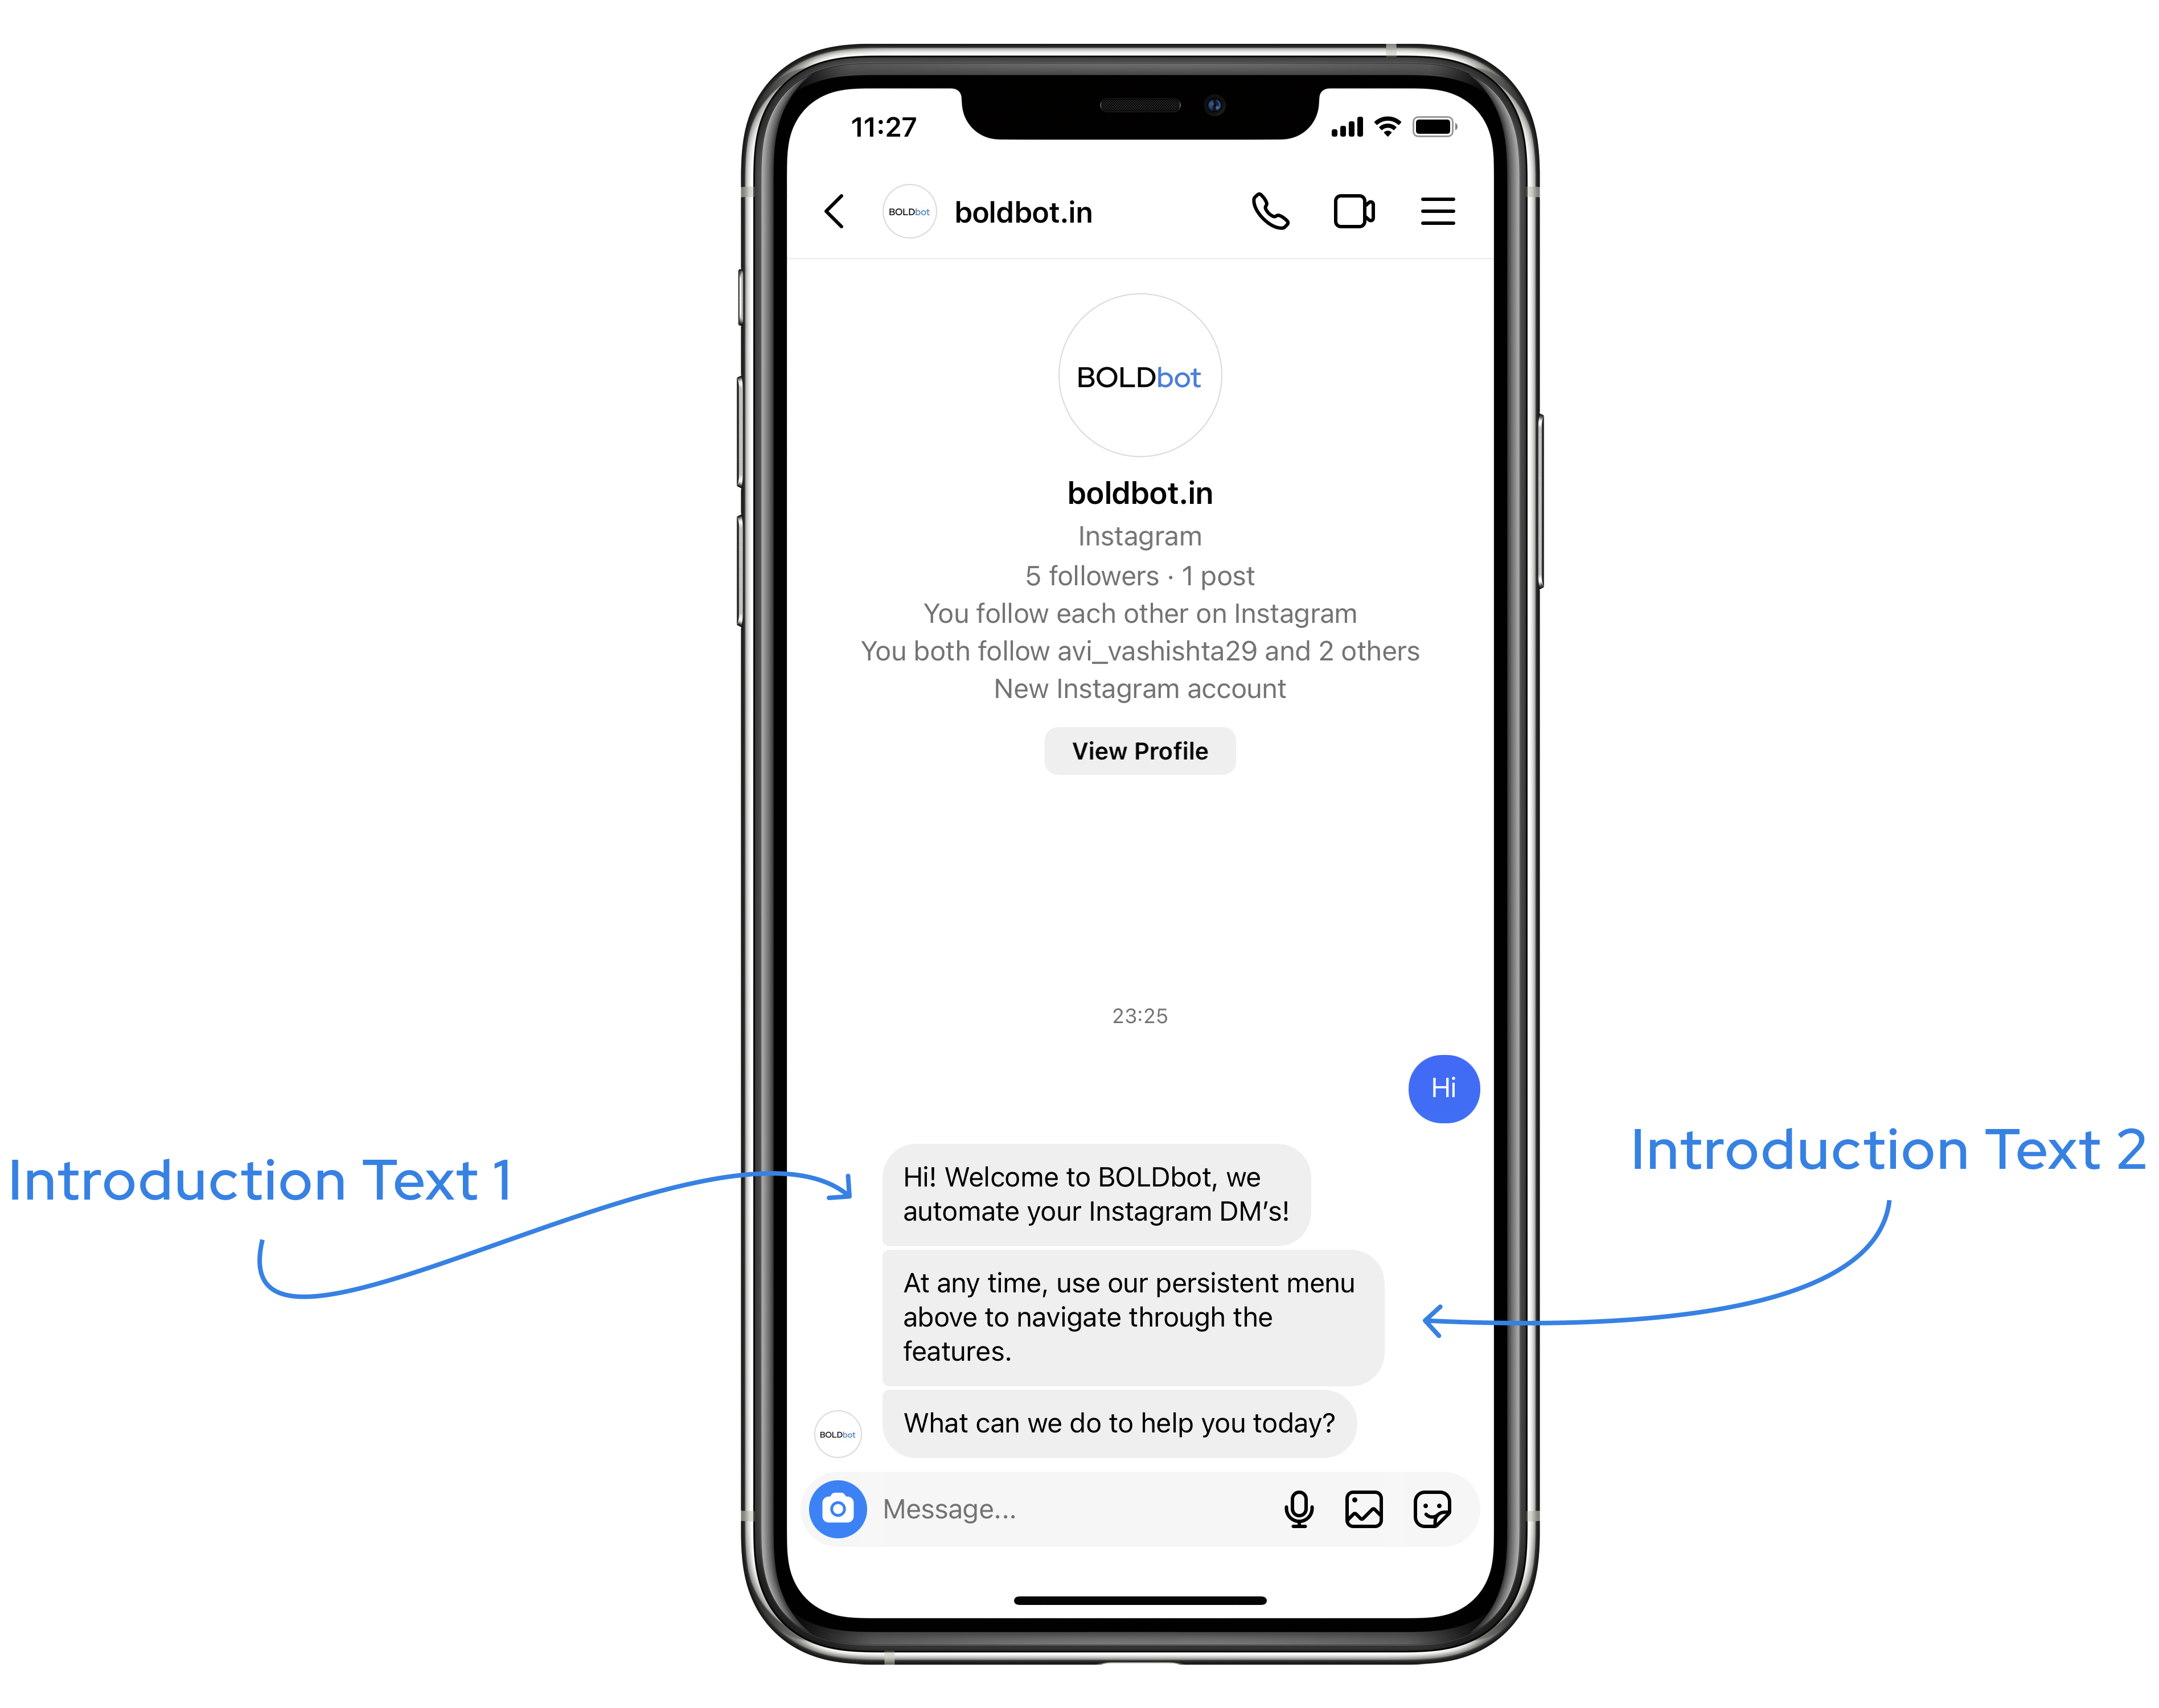 11:27
BOLDbot
boldbot.in
BOLDbot
boldbot.in
Instagram
5 followers · 1 post
You follow each other on Instagram
You both follow avi_vashishta29 and 2 others
New Instagram account
View Profile
23:25
Hi
Introduction Text 1
Introduction Text 2
Hi! Welcome to BOLDbot, we
automate your Instagram DM’s!
At any time, use our persistent menu
above to navigate through the
features.
What can we do to help you today?
BOLDbot
Message...